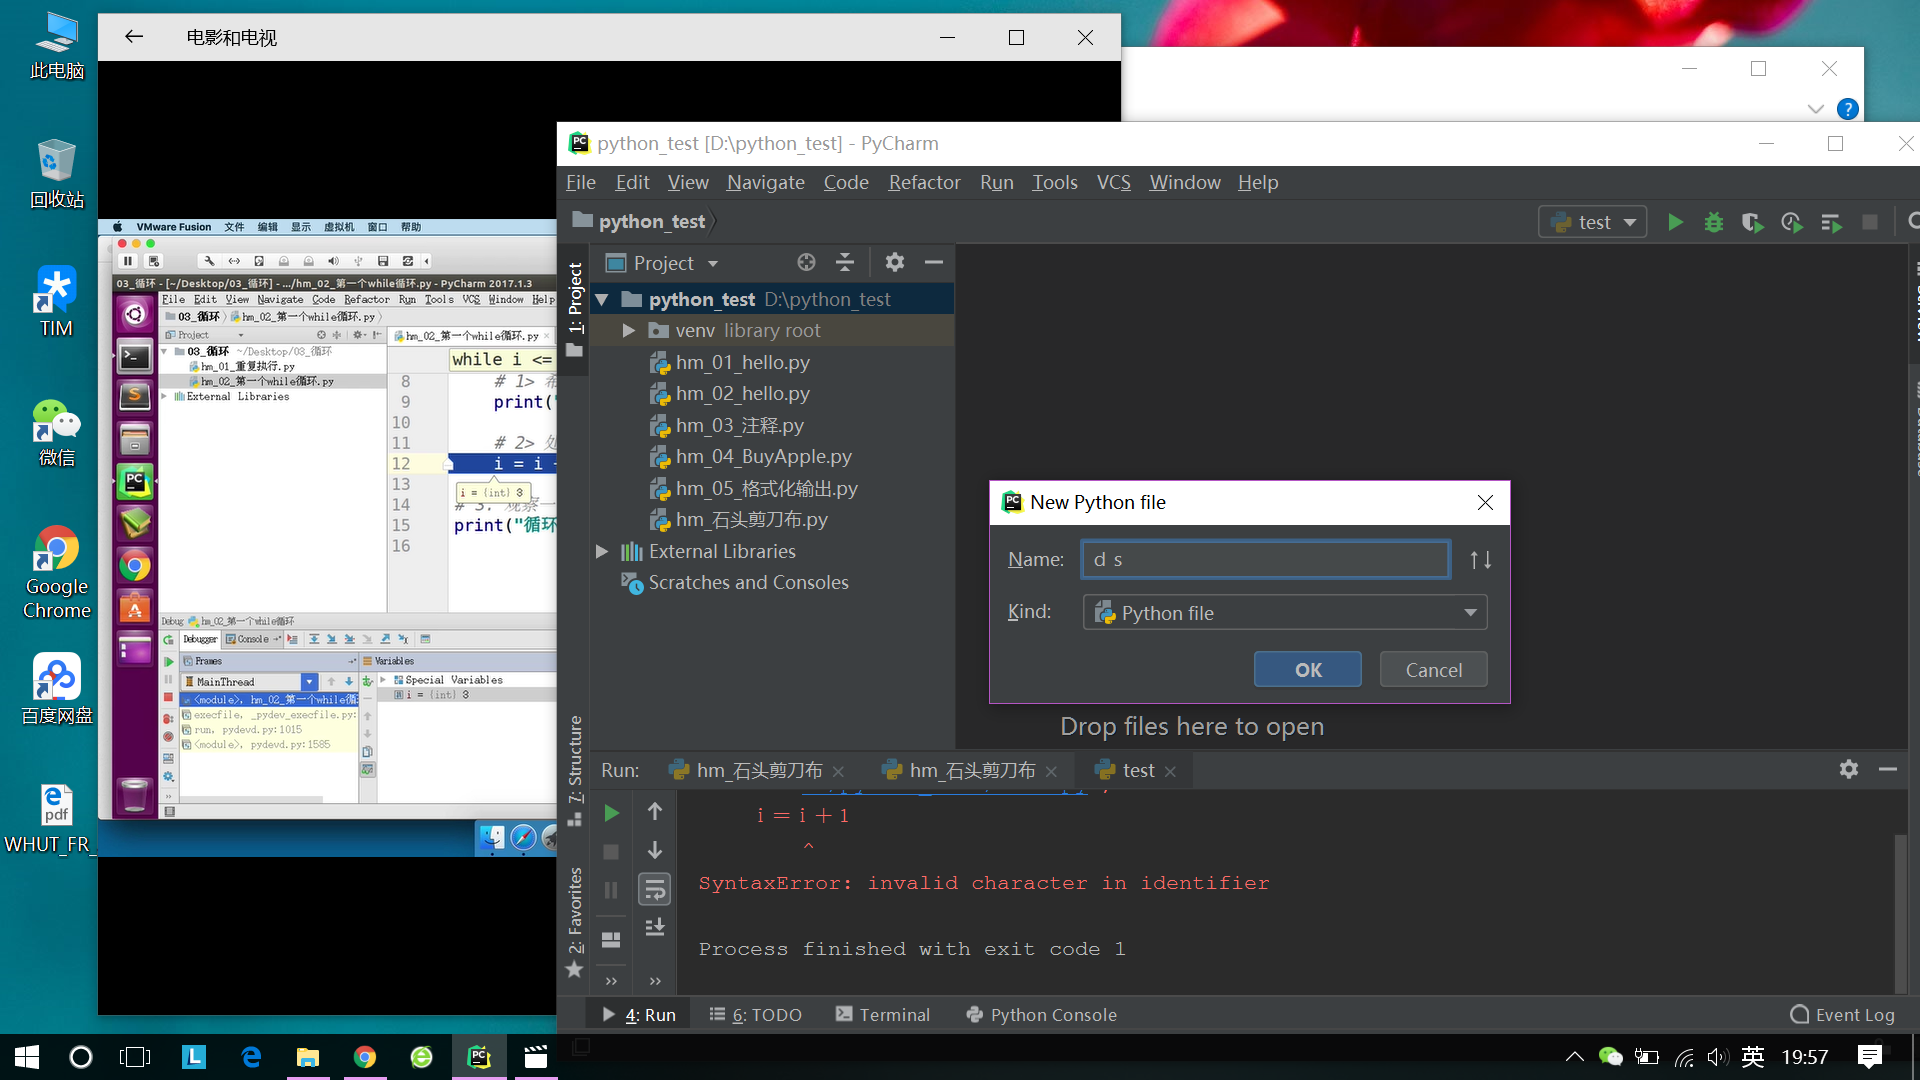 此电脑
回收站
TIM
微信
Google
Chrome
百度网盘
WHUT_FR_
电影和电视
VMware Fusion 文件 编辑 显示 虚拟机 窗口 帮助
03_循环 - [~/Desktop/03_循环] - .../hm_02_第一个while循环.py - PyCharm 2017.1.3
File Edit View Navigate Code Refactor Run Tools VCS Window Help
03_循环 hm_02_第一个while循环.py
Project
hm_02_第一个while循环.py
03_循环 ~/Desktop/03_循环
hm_01_重复执行.py
hm_02_第一个while循环.py
External Libraries
while i <=
8 # 1>
9 print("
10
11 # 2> 处
12 i = i
13
i = {int} 3
14 # 3. 观察一
15 print("循环
16
Debug hm_02_第一个while循环
Debugger Console
Frames
Variables
MainThread
<module>, hm_02_第一个while循环
execfile, _pydev_execfile.py:
run, pydevd.py:1015
<module>, pydevd.py:1585
Special Variables
i = {int} 3
python_test [D:\python_test] - PyCharm
File Edit View Navigate Code Refactor Run Tools VCS Window Help
python_test
test
1: Project
7: Structure
2: Favorites
Project
python_test D:\python_test
venv library root
hm_01_hello.py
hm_02_hello.py
hm_03_注释.py
hm_04_BuyApple.py
hm_05_格式化输出.py
hm_石头剪刀布.py
External Libraries
Scratches and Consoles
New Python file
Name: d s
Kind: Python file
OK Cancel
Drop files here to open
Run: hm_石头剪刀布 hm_石头剪刀布 test
i = i + 1
^
SyntaxError: invalid character in identifier
Process finished with exit code 1
4: Run 6: TODO Terminal Python Console Event Log
英 19:57